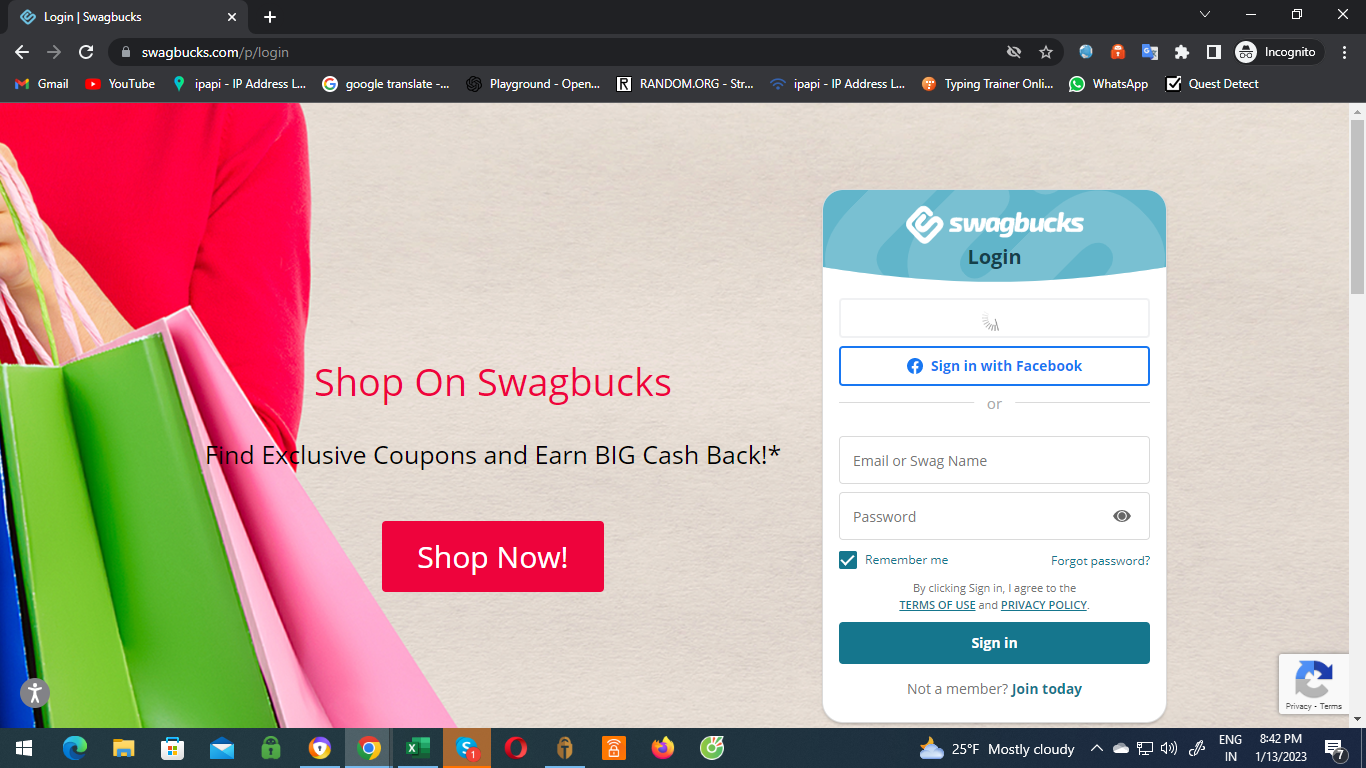 Login | Swagbucks
swagbucks.com/p/login
Incognito
Gmail
YouTube
ipapi - IP Address L...
google translate -...
Playground - Open...
RANDOM.ORG - Str...
ipapi - IP Address L...
Typing Trainer Onli...
WhatsApp
Quest Detect
Shop On Swagbucks
Find Exclusive Coupons and Earn BIG Cash Back!*
Shop Now!
swagbucks
Login
Sign in with Facebook
or
Email or Swag Name
Password
Remember me
Forgot password?
By clicking Sign in, I agree to the
TERMS OF USE and PRIVACY POLICY.
Sign in
Not a member? Join today
Privacy - Terms
1
25°F Mostly cloudy
ENG
IN
8:42 PM
1/13/2023
7